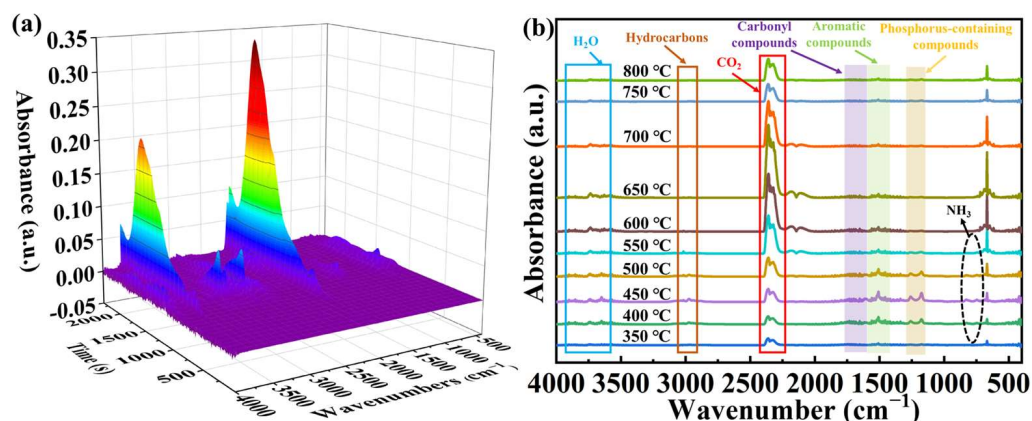 (a)
0.35
0.30
0.25
0.20
0.15
0.10
0.05
0.00
-0.05
Absorbance (a.u.)
2000
1500
1000
500
Time (s)
4000
3500
3000
2500
2000
1500
1000
500
Wavenumbers (cm⁻¹)
(b)
H₂O
Hydrocarbons
CO₂
Carbonyl
compounds
Aromatic
compounds
Phosphorus-containing
compounds
800 °C
750 °C
700 °C
650 °C
600 °C
550 °C
500 °C
450 °C
400 °C
350 °C
NH₃
Absorbance (a.u.)
4000 3500 3000 2500 2000 1500 1000 500
Wavenumber (cm⁻¹)